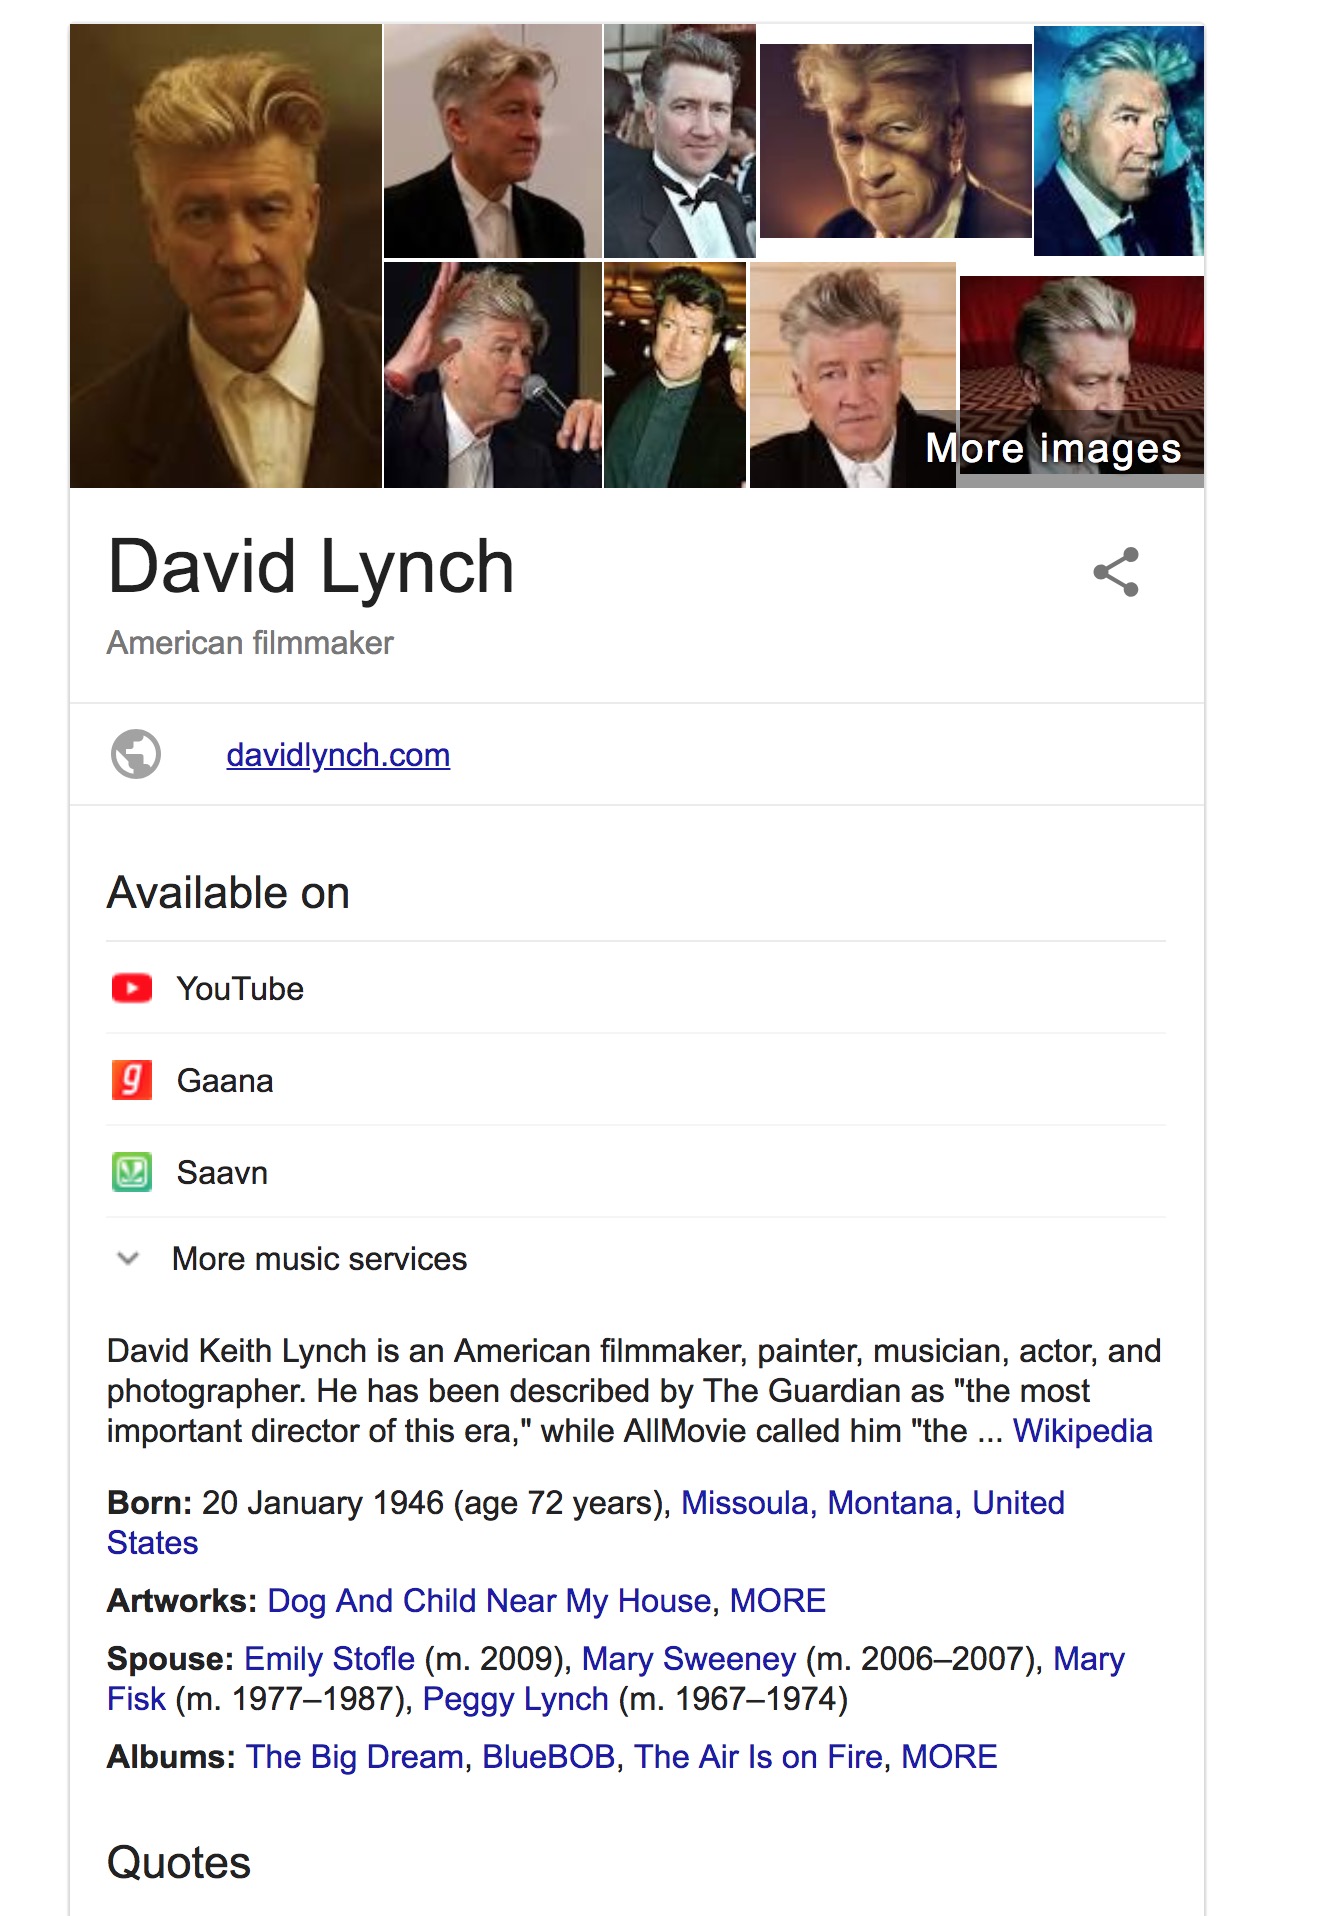 More images
David Lynch
American filmmaker
davidlynch.com
Available on
YouTube
Gaana
Saavn
More music services
David Keith Lynch is an American filmmaker, painter, musician, actor, and
photographer. He has been described by The Guardian as "the most
important director of this era," while AllMovie called him "the ... Wikipedia
Born: 20 January 1946 (age 72 years), Missoula, Montana, United
States
Artworks: Dog And Child Near My House, MORE
Spouse: Emily Stofle (m. 2009), Mary Sweeney (m. 2006–2007), Mary
Fisk (m. 1977–1987), Peggy Lynch (m. 1967–1974)
Albums: The Big Dream, BlueBOB, The Air Is on Fire, MORE
Quotes